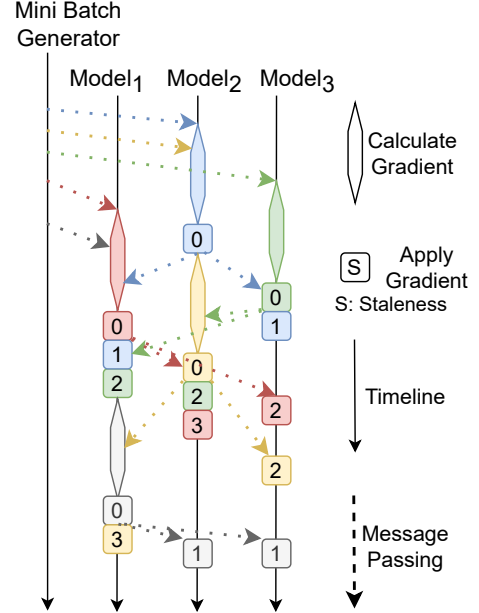 Mini Batch
Generator
Model1
Model2
Model3
Calculate
Gradient
0
S
Apply
Gradient
S: Staleness
0
1
0
1
2
0
2
3
2
2
Timeline
0
3
1
1
Message
Passing